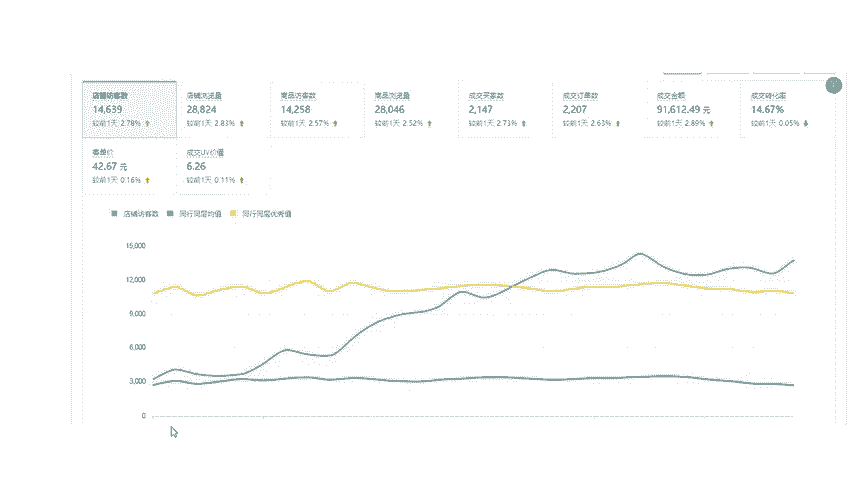 店铺访客数
14,639
较前1天 2.78%
店铺浏览量
28,824
较前1天 2.83%
商品访客数
14,258
较前1天 2.57%
商品浏览量
28,046
较前1天 2.52%
成交买家数
2,147
较前1天 2.73%
成交订单数
2,207
较前1天 2.63%
成交金额
91,612.49 元
较前1天 2.89%
成交转化率
14.67%
较前1天 0.05%
客单价
42.67 元
较前1天 0.16%
成交UV价值
6.26
较前1天 0.11%
店铺访客数 同行同层均值 同行同层优秀值
15,000
12,000
9,000
6,000
3,000
0